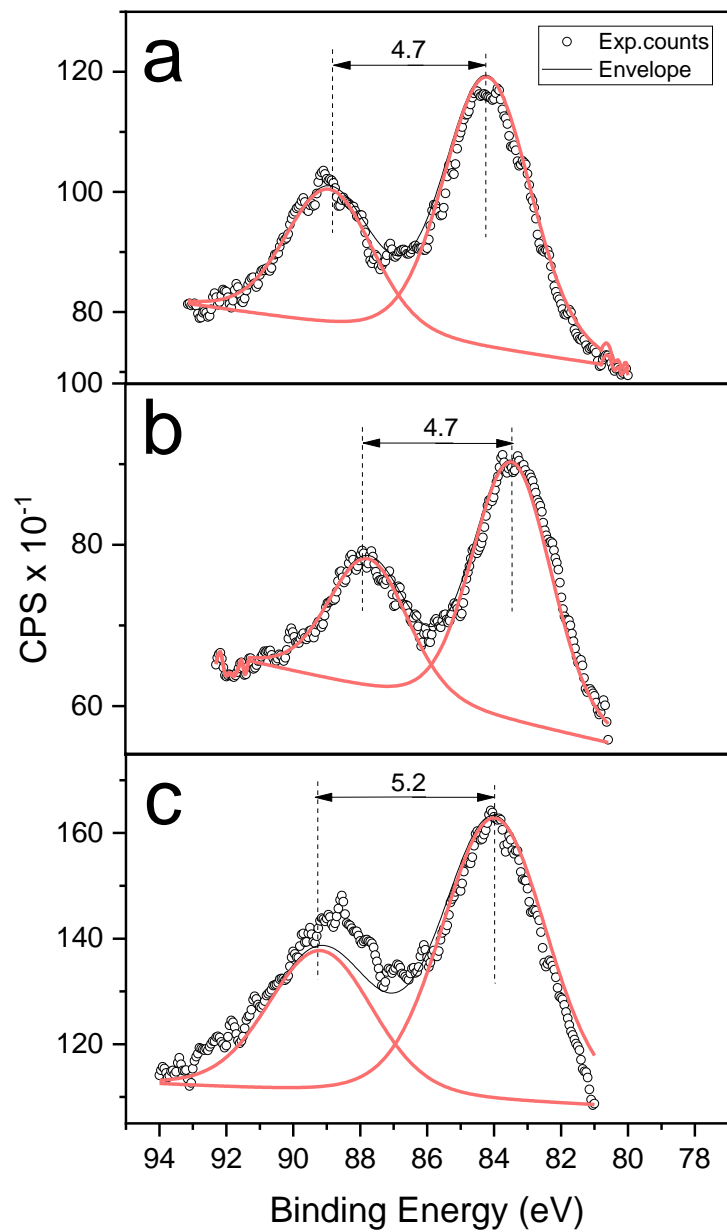 a
4.7
Exp.counts
Envelope
120
100
80
100
b
4.7
80
60
c
5.2
160
140
120
CPS x 10⁻¹
94 92 90 88 86 84 82 80 78
Binding Energy (eV)